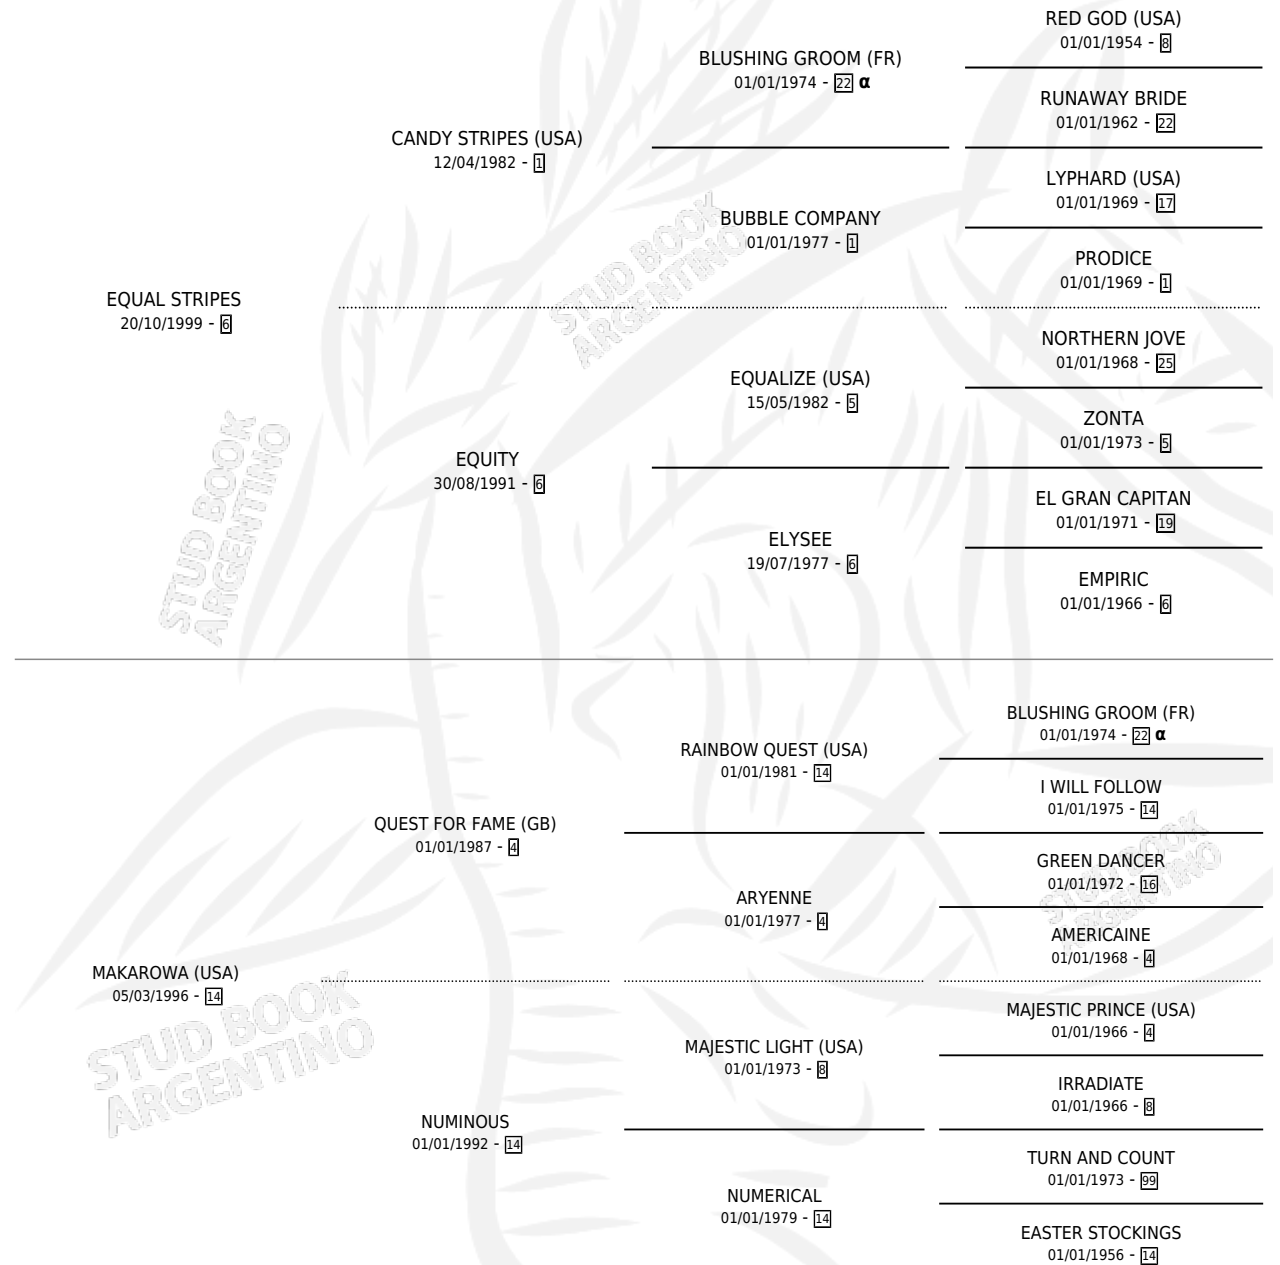 RED GOD (USA)
01/01/1954 - 8
BLUSHING GROOM (FR)
01/01/1974 - 22 α
RUNAWAY BRIDE
01/01/1962 - 22
CANDY STRIPES (USA)
12/04/1982 - 1
LYPHARD (USA)
01/01/1969 - 17
BUBBLE COMPANY
01/01/1977 - 1
PRODICE
01/01/1969 - 1
EQUAL STRIPES
20/10/1999 - 6
NORTHERN JOVE
01/01/1968 - 25
EQUALIZE (USA)
15/05/1982 - 5
ZONTA
01/01/1973 - 5
EQUITY
30/08/1991 - 6
EL GRAN CAPITAN
01/01/1971 - 19
ELYSEE
19/07/1977 - 6
EMPIRIC
01/01/1966 - 6
BLUSHING GROOM (FR)
01/01/1974 - 22 α
RAINBOW QUEST (USA)
01/01/1981 - 14
I WILL FOLLOW
01/01/1975 - 14
QUEST FOR FAME (GB)
01/01/1987 - 4
GREEN DANCER
01/01/1972 - 16
ARYENNE
01/01/1977 - 4
AMERICAINE
01/01/1968 - 4
MAKAROWA (USA)
05/03/1996 - 14
MAJESTIC PRINCE (USA)
01/01/1966 - 4
MAJESTIC LIGHT (USA)
01/01/1973 - 8
IRRADIATE
01/01/1966 - 8
NUMINOUS
01/01/1992 - 14
TURN AND COUNT
01/01/1973 - 99
NUMERICAL
01/01/1979 - 14
EASTER STOCKINGS
01/01/1956 - 14
STUD BOOK
ARGENTINO
STUD BOOK
ARGENTINO
STUD BOOK
ARGENTINO
STUD BOOK
ARGENTINO